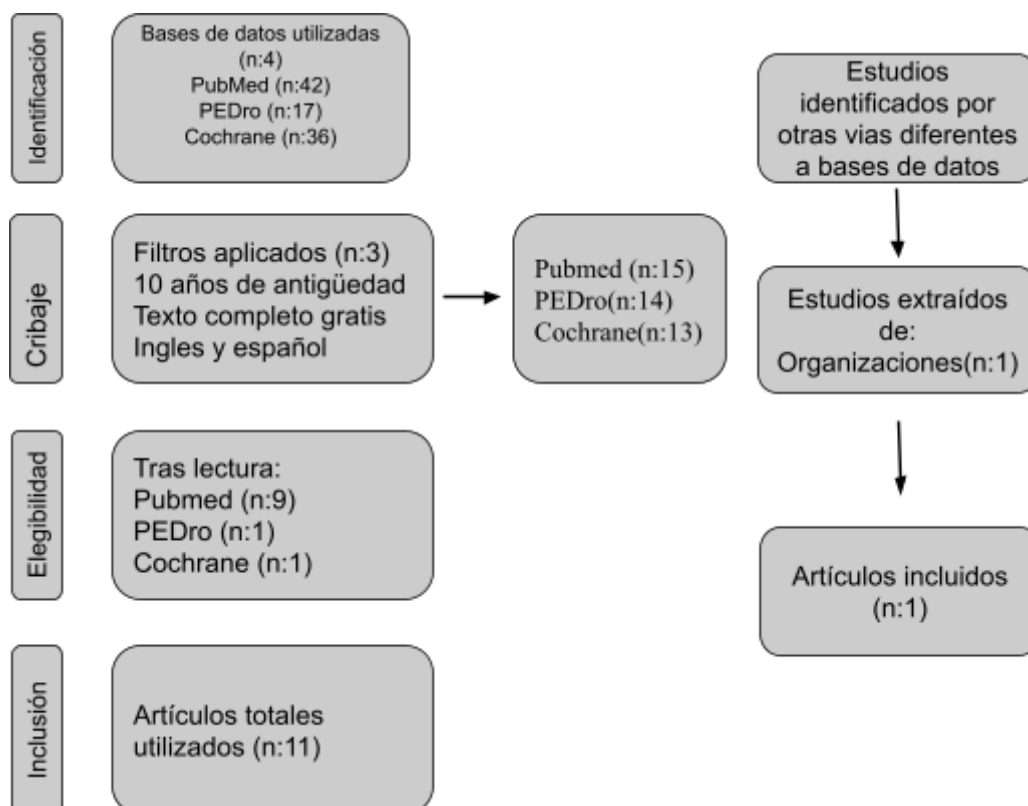 Identificación
Bases de datos utilizadas
(n:4)
PubMed (n:42)
PEDro (n:17)
Cochrane (n:36)
Estudios
identificados por
otras vias diferentes
a bases de datos
Cribaje
Filtros aplicados (n:3)
10 años de antigüedad
Texto completo gratis
Ingles y español
Pubmed (n:15)
PEDro(n:14)
Cochrane(n:13)
Estudios extraídos
de:
Organizaciones(n:1)
Elegibilidad
Tras lectura:
Pubmed (n:9)
PEDro (n:1)
Cochrane (n:1)
Artículos incluidos
(n:1)
Inclusión
Artículos totales
utilizados (n:11)